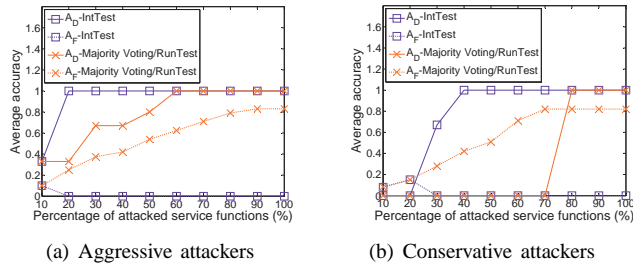 Average accuracy
1.6
1.2
1
0.8
0.6
0.4
0.2
0
A_D-IntTest
A_F-IntTest
A_D-Majority Voting/RunTest
A_F-Majority Voting/RunTest
10 20 30 40 50 60 70 80 90 100
Percentage of attacked service functions (%)
(a) Aggressive attackers
Average accuracy
1.6
1.2
1
0.8
0.6
0.4
0.2
0
A_D-IntTest
A_F-IntTest
A_D-Majority Voting/RunTest
A_F-Majority Voting/RunTest
10 20 30 40 50 60 70 80 90 100
Percentage of attacked service functions (%)
(b) Conservative attackers